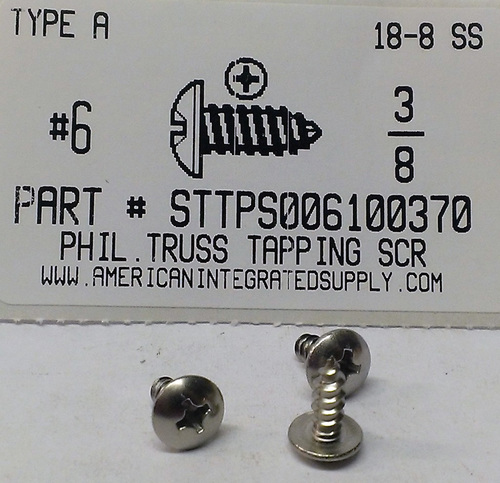 TYPE A
18-8 SS
#6
3
8
PART # STTPS006100370
PHIL.TRUSS TAPPING SCR
WWW.AMERICANINTEGRATEDSUPPLY.COM